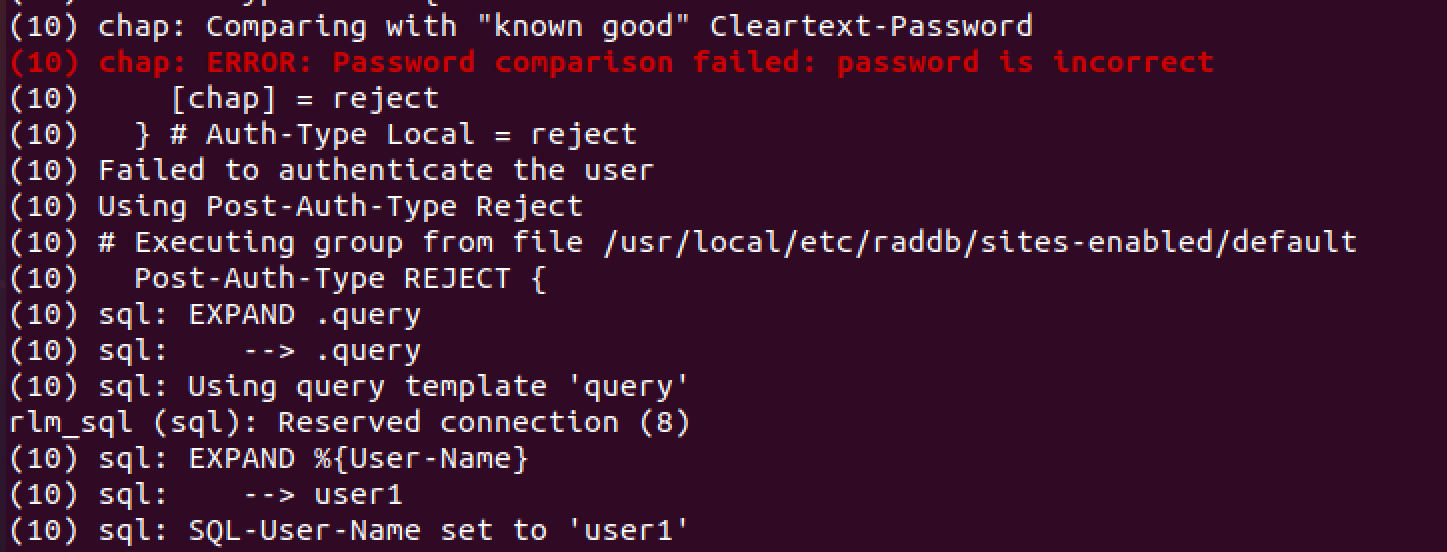 (10) chap: Comparing with "known good" Cleartext-Password
(10) chap: ERROR: Password comparison failed: password is incorrect
(10)     [chap] = reject
(10)   } # Auth-Type Local = reject
(10) Failed to authenticate the user
(10) Using Post-Auth-Type Reject
(10) # Executing group from file /usr/local/etc/raddb/sites-enabled/default
(10)   Post-Auth-Type REJECT {
(10) sql: EXPAND .query
(10) sql:    --> .query
(10) sql: Using query template 'query'
rlm_sql (sql): Reserved connection (8)
(10) sql: EXPAND %{User-Name}
(10) sql:    --> user1
(10) sql: SQL-User-Name set to 'user1'